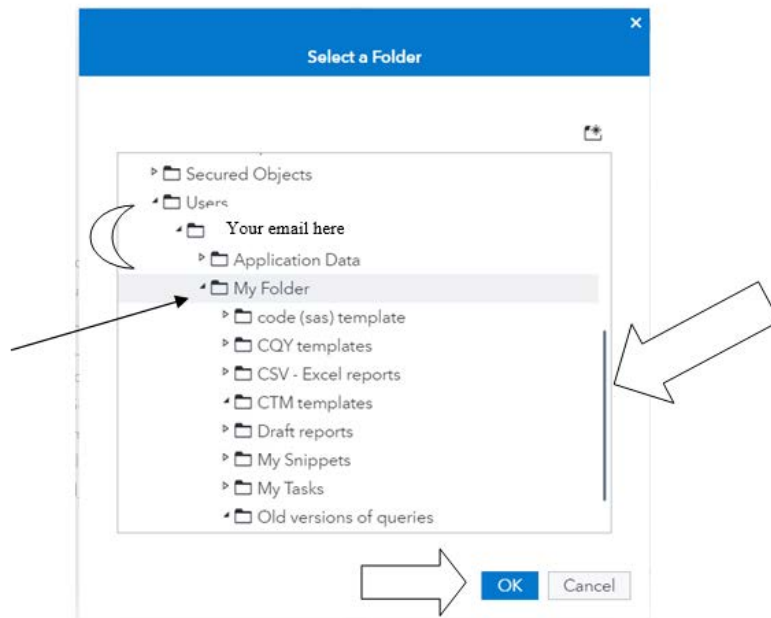 Select a Folder
Secured Objects
Users
Your email here
Application Data
My Folder
code (sas) template
CQY templates
CSV - Excel reports
CTM templates
Draft reports
My Snippets
My Tasks
Old versions of queries
OK Cancel